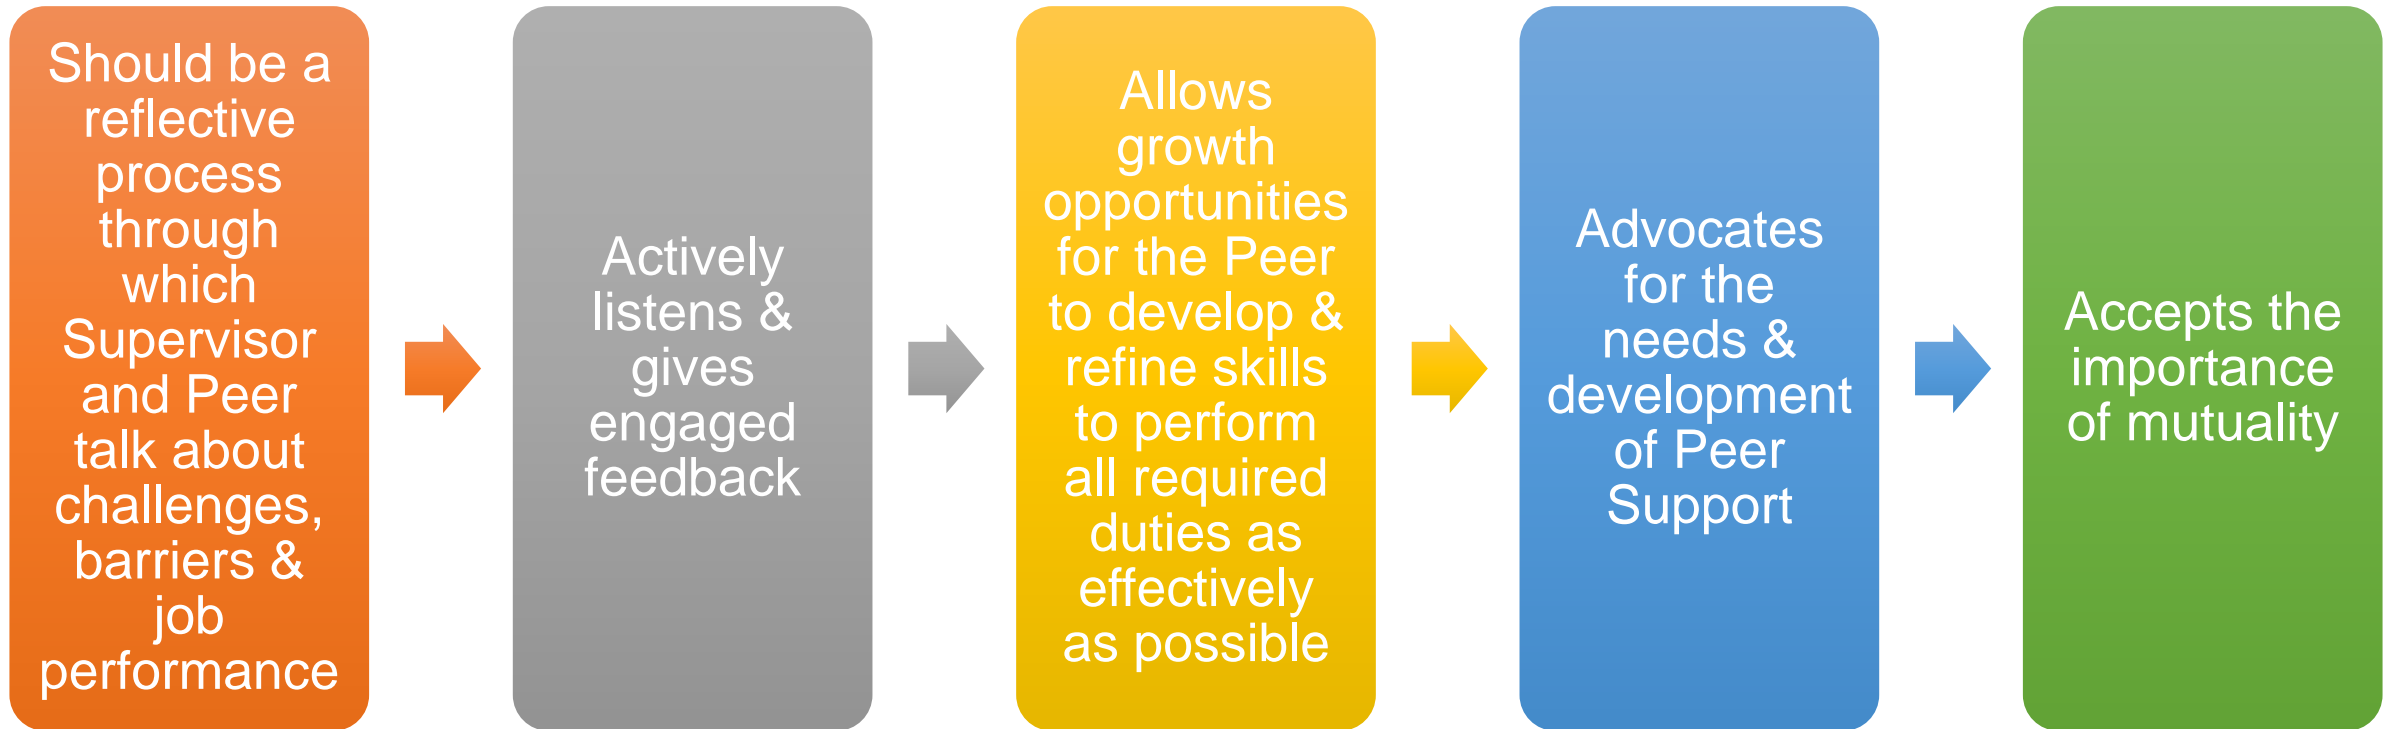 Should be a
reflective
process
through
which
Supervisor
and Peer
talk about
challenges,
barriers &
job
performance
Actively
listens &
gives
engaged
feedback
Allows
growth
opportunities
for the Peer
to develop &
refine skills
to perform
all required
duties as
effectively
as possible
Advocates
for the
needs &
development
of Peer
Support
Accepts the
importance
of mutuality